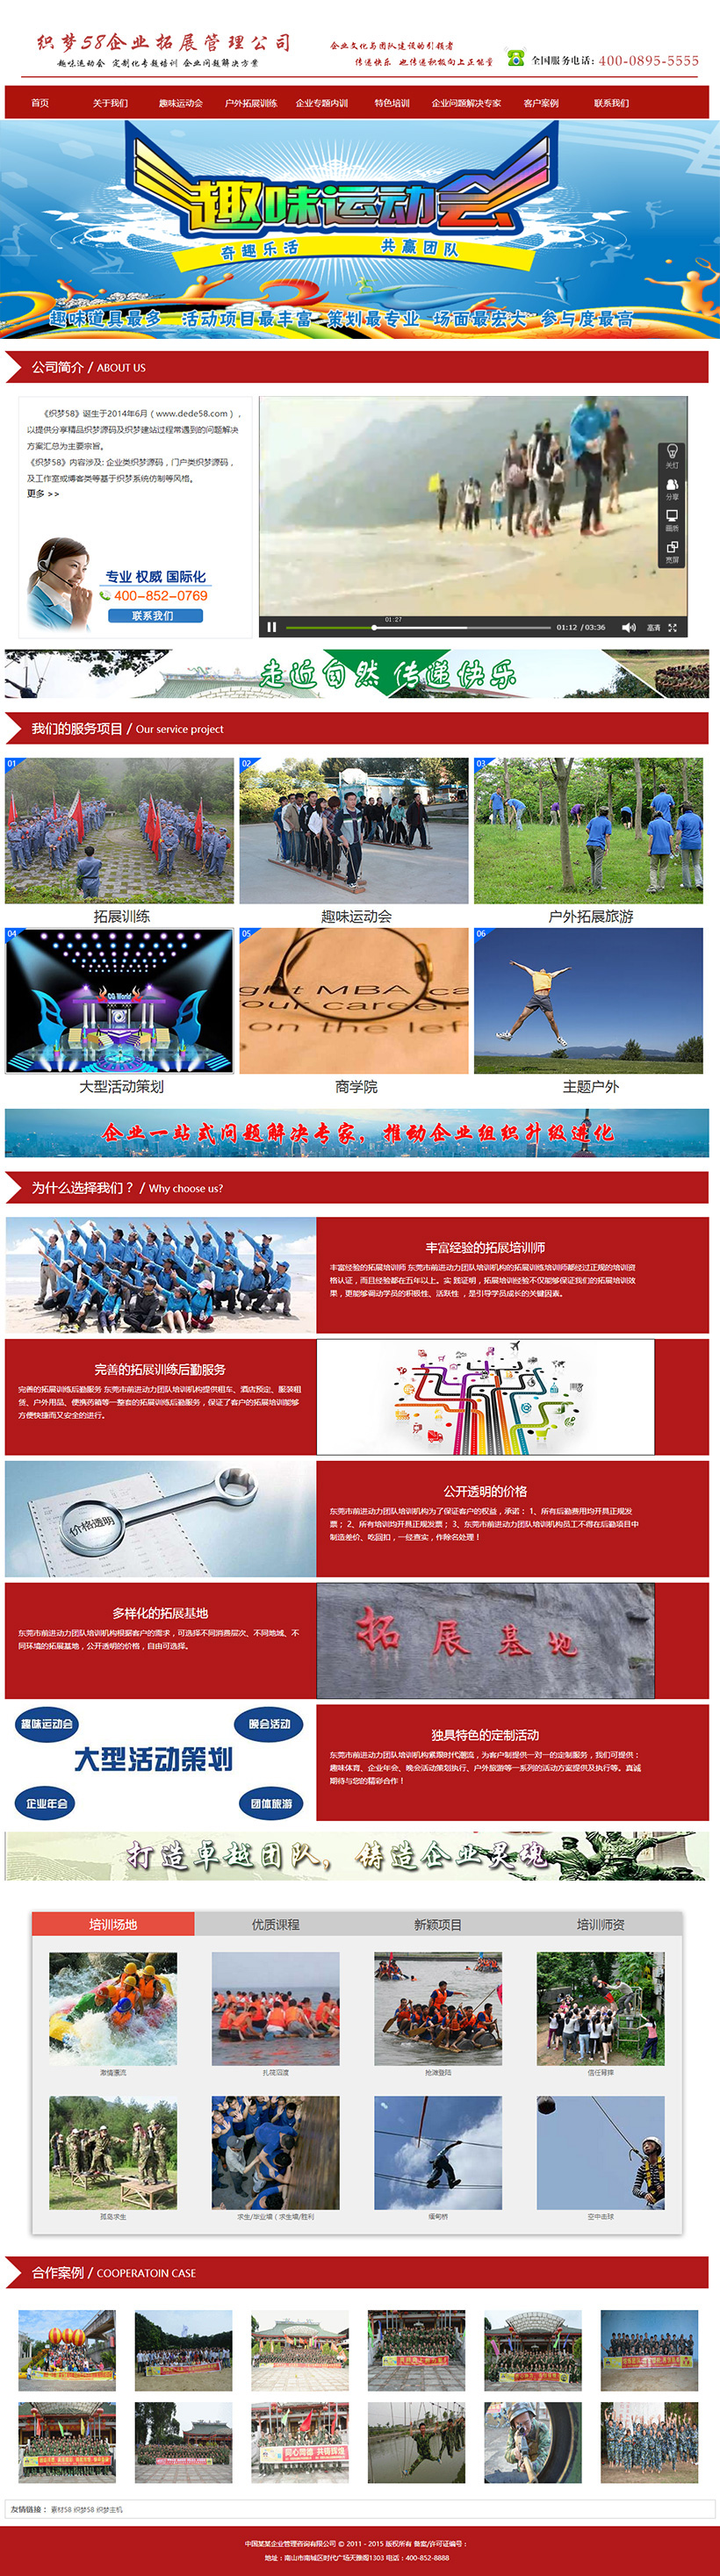 织梦58企业拓展管理公司
趣味运动会 定制化专题培训 企业问题解决方案
企业文化与团队建设的引领者
传递快乐 也传递积极向上正能量
全国服务电话：400-0895-5555
首页 关于我们 趣味运动会 户外拓展训练 企业专题内训 特色培训 企业问题解决专家 客户案例 联系我们
趣味运动会
奇趣乐活 共赢团队
趣味道具最多 活动项目最丰富 策划最专业 场面最宏大 参与度最高
公司简介 / ABOUT US
《织梦58》诞生于2014年6月（www.dede58.com），
以提供分享精品织梦源码及织梦建站过程常遇到的问题解决
方案汇总为主要宗旨。
《织梦58》内容涉及: 企业类织梦源码，门户类织梦源码，
及工作室或博客类等基于织梦系统仿制等风格。
更多 >>
专业 权威 国际化
400-852-0769
联系我们
关灯
分享
画质
宽屏
01:27
01:12 / 03:36 高清
走近自然 传递快乐
我们的服务项目 / Our service project
01 02 03
拓展训练 趣味运动会 户外拓展旅游
04 05 06
CQ World
ght MBA ca
our career.
on the lef
大型活动策划 商学院 主题户外
企业一站式问题解决专家，推动企业组织升级进化
为什么选择我们？ / Why choose us?
丰富经验的拓展培训师
丰富经验的拓展培训师 东莞市前进动力团队培训机构的拓展训练培训师都经过正规的培训资
格认证，而且经验都在五年以上。实 践证明，拓展培训经验不仅能够保证我们的拓展培训效
果，更能够调动学员的积极性、活跃性 ，是引导学员成长的关键因素。
完善的拓展训练后勤服务
完善的拓展训练后勤服务 东莞市前进动力团队培训机构提供租车、酒店预定、服装租
赁、户外用品、便携药箱等一整套的拓展训练后勤服务，保证了客户的拓展培训能够
方便快捷而又安全的进行。
价格透明
公开透明的价格
东莞市前进动力团队培训机构为了保证客户的权益，承诺： 1、所有后勤费用均开具正规发
票； 2、所有培训均开具正规发票； 3、东莞市前进动力团队培训机构员工不得在后勤项目中
制造差价、吃回扣，一经查实，作除名处理！
多样化的拓展基地
东莞市前进动力团队培训机构根据客户的需求，可选择不同消费层次、不同地域、不
同环境的拓展基地，公开透明的价格，自由可选择。
拓展基地
趣味运动会 晚会活动
大型活动策划
企业年会 团体旅游
独具特色的定制活动
东莞市前进动力团队培训机构紧跟时代潮流，为客户制提供一对一的定制服务，我们可提供：
趣味体育、企业年会、晚会活动策划执行、户外旅游等一系列的活动方案提供及执行等。真诚
期待与您的精彩合作！
打造卓越团队，铸造企业灵魂
培训场地 优质课程 新颖项目 培训师资
激情漂流 扎筏泅渡 抢滩登陆 信任背摔
孤岛求生 求生/毕业墙（求生墙/胜利 缅甸桥 空中击球
合作案例 / COOPERATOIN CASE
同心同德 共铸辉煌
友情链接： 素材58 织梦58 织梦主机
中国某某企业管理咨询有限公司 © 2011 - 2015 版权所有 备案/许可证编号：
地址：南山市南城区时代广场天雅阁1303 电话：400-852-8888